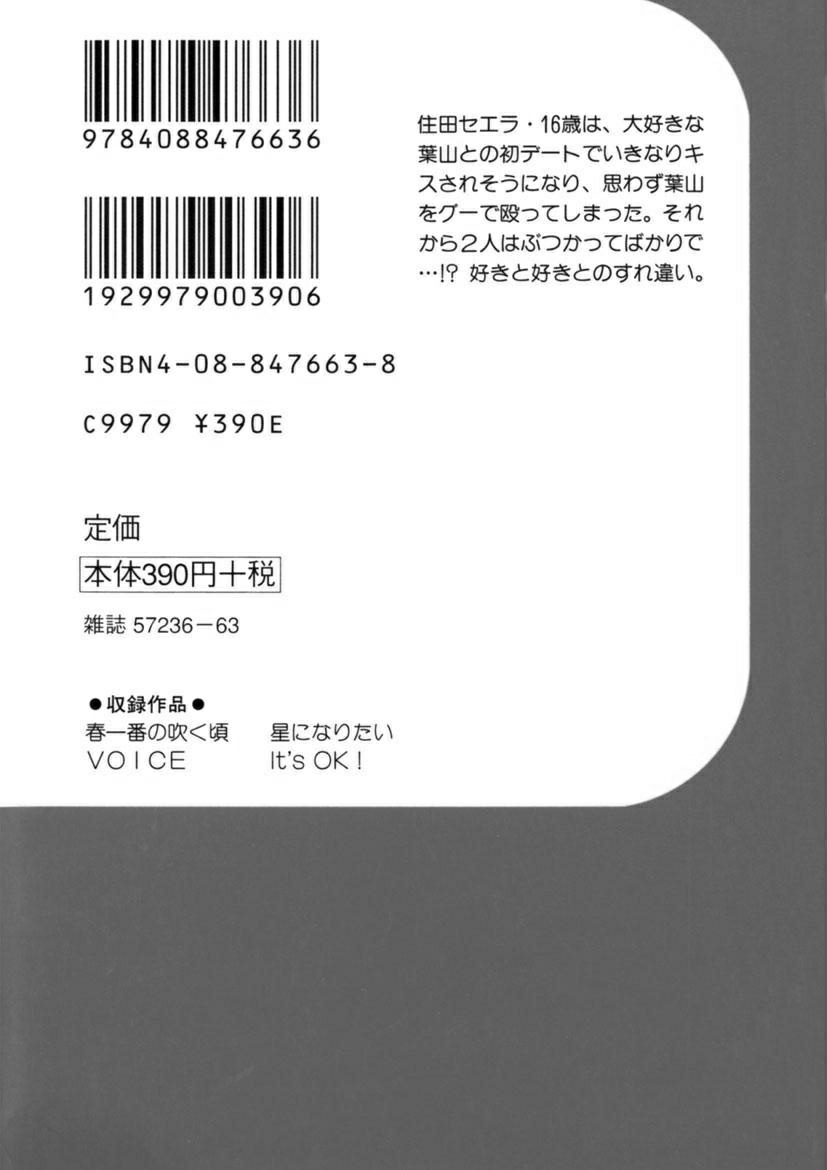 9784088476636
1929979003906
ISBN4-08-847663-8
C9979 ¥390E
定価
本体390円+税
雑誌 57236-63
●収録作品●
春一番の吹く頃 星になりたい
VOICE It's OK!
住田セエラ・16歳は、大好きな
葉山との初デートでいきなりキ
スされそうになり、思わず葉山
をグーで殴ってしまった。それ
から2人はぶつかってばかりで
…!? 好きと好きとのすれ違い。